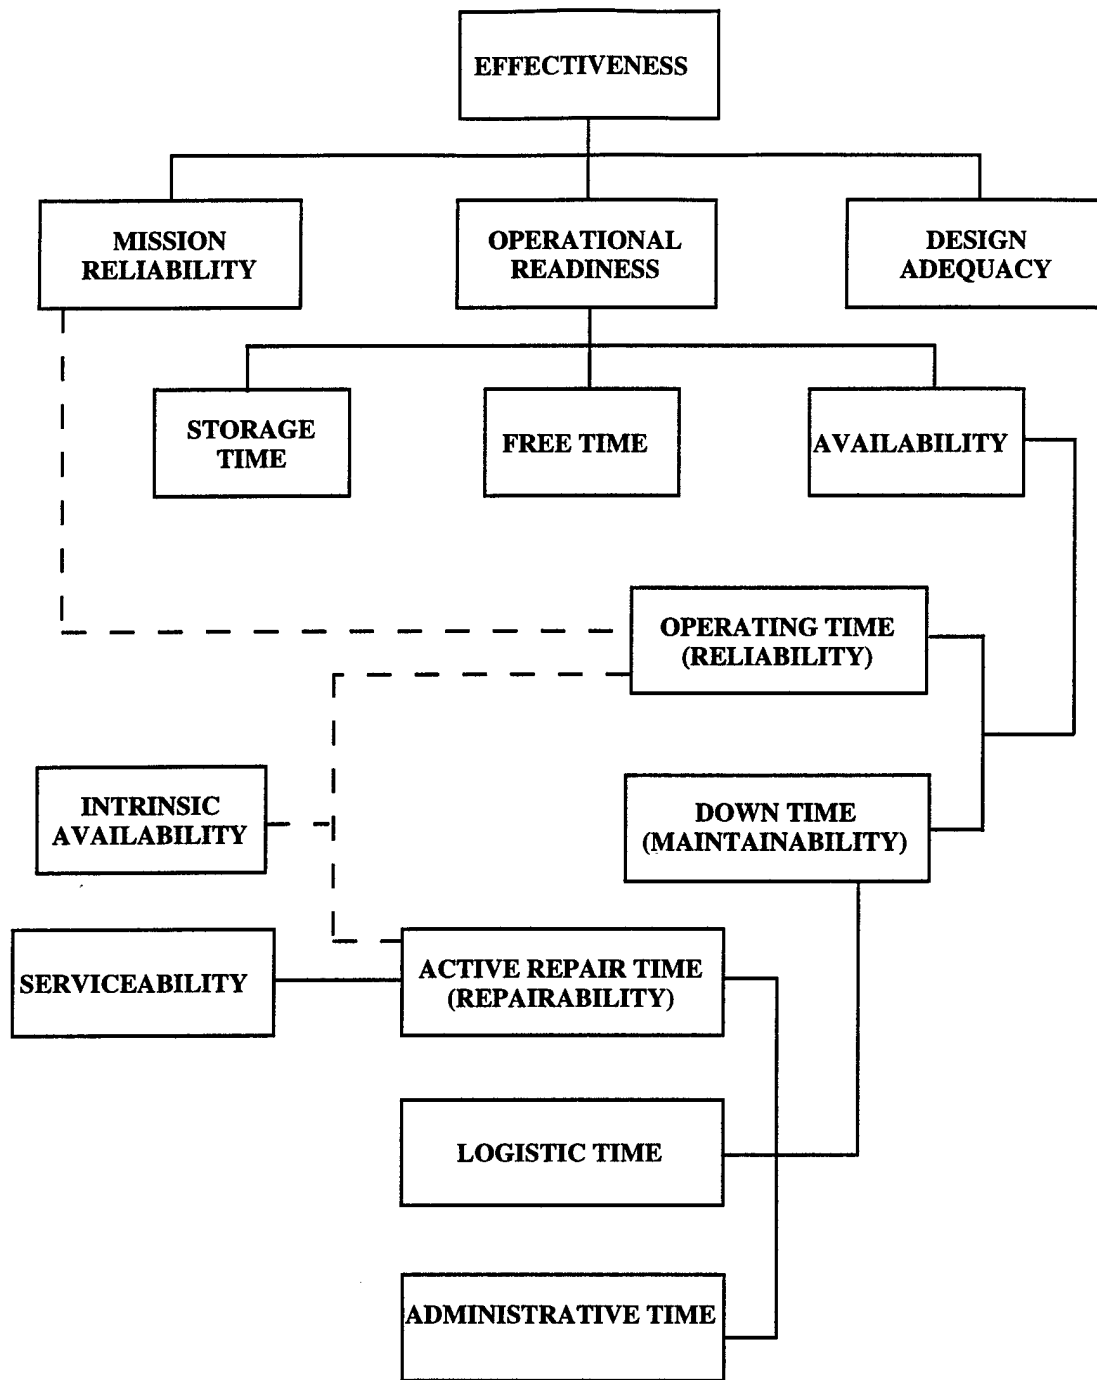 EFFECTIVENESS
MISSION
RELIABILITY
OPERATIONAL
READINESS
DESIGN
ADEQUACY
STORAGE
TIME
FREE TIME
AVAILABILITY
OPERATING TIME
(RELIABILITY)
INTRINSIC
AVAILABILITY
DOWN TIME
(MAINTAINABILITY)
SERVICEABILITY
ACTIVE REPAIR TIME
(REPAIRABILITY)
LOGISTIC TIME
ADMINISTRATIVE TIME